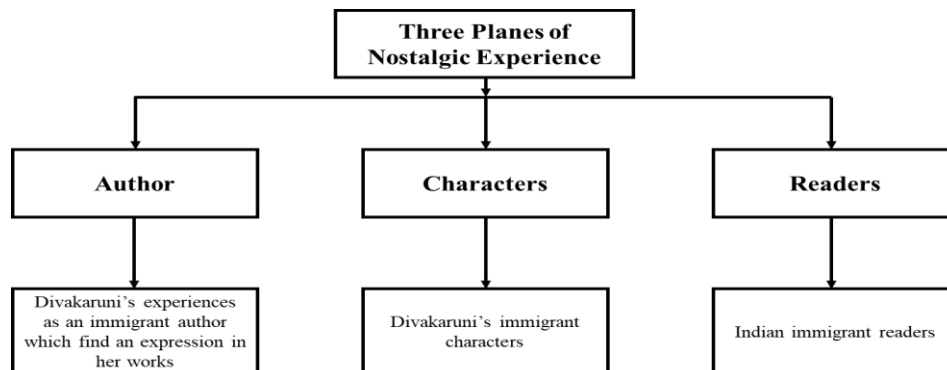 Three Planes of
Nostalgic Experience
Author
Characters
Readers
Divakaruni’s experiences
as an immigrant author
which find an expression in
her works
Divakaruni’s immigrant
characters
Indian immigrant readers